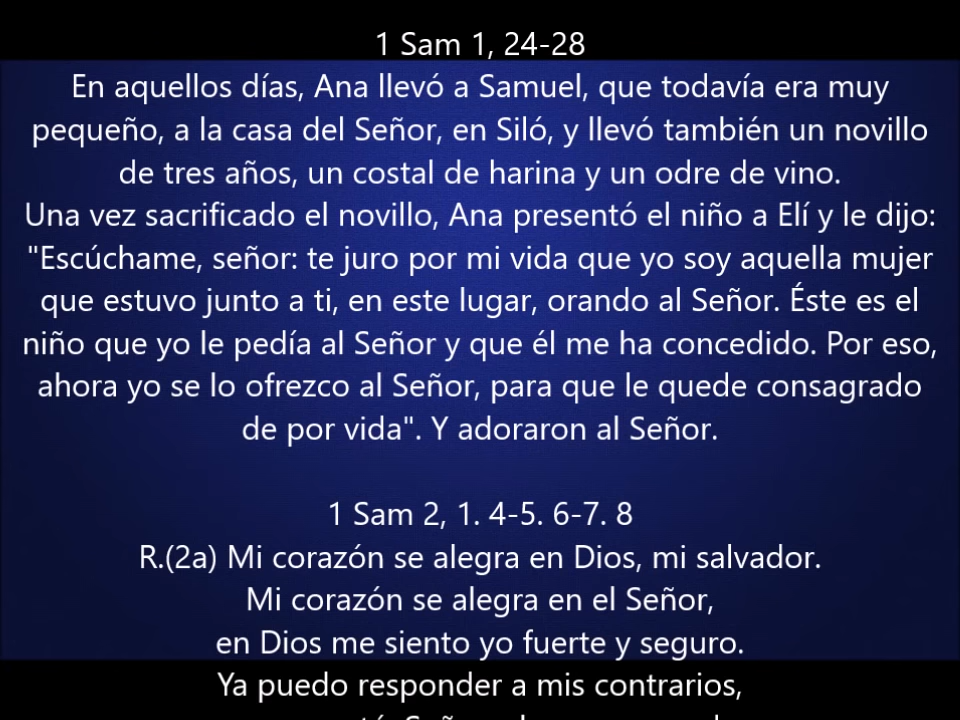 1 Sam 1, 24-28
En aquellos días, Ana llevó a Samuel, que todavía era muy
pequeño, a la casa del Señor, en Siló, y llevó también un novillo
de tres años, un costal de harina y un odre de vino.
Una vez sacrificado el novillo, Ana presentó el niño a Elí y le dijo:
"Escúchame, señor: te juro por mi vida que yo soy aquella mujer
que estuvo junto a ti, en este lugar, orando al Señor. Éste es el
niño que yo le pedía al Señor y que él me ha concedido. Por eso,
ahora yo se lo ofrezco al Señor, para que le quede consagrado
de por vida". Y adoraron al Señor.
1 Sam 2, 1. 4-5. 6-7. 8
R.(2a) Mi corazón se alegra en Dios, mi salvador.
Mi corazón se alegra en el Señor,
en Dios me siento yo fuerte y seguro.
Ya puedo responder a mis contrarios,